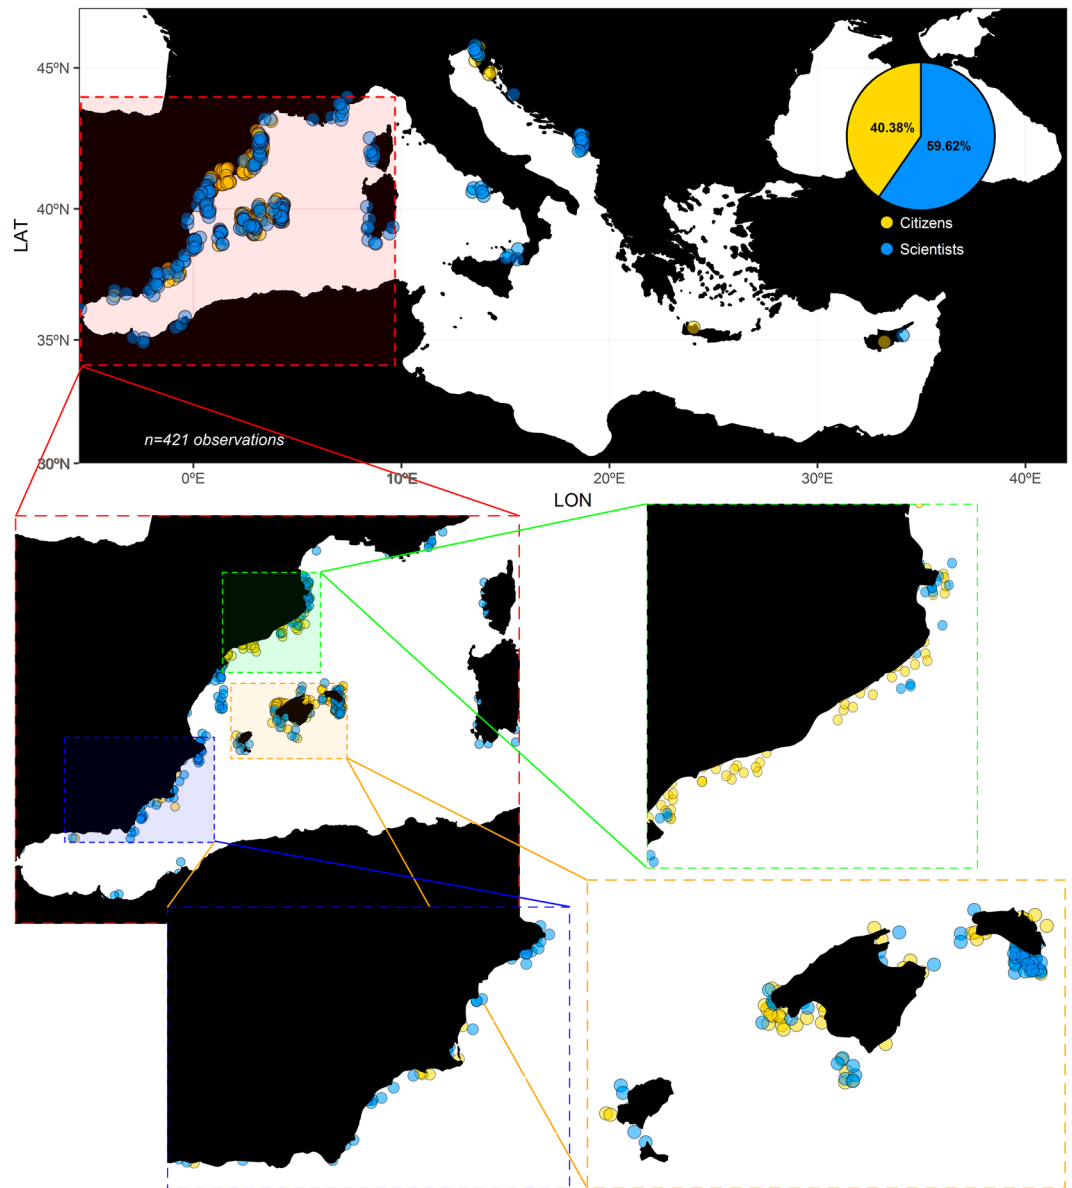 45ºN
40.38%
59.62%
LAT
40ºN
Citizens
Scientists
35ºN
n=421 observations
30ºN
0ºE
10ºE
20ºE
30ºE
40ºE
LON